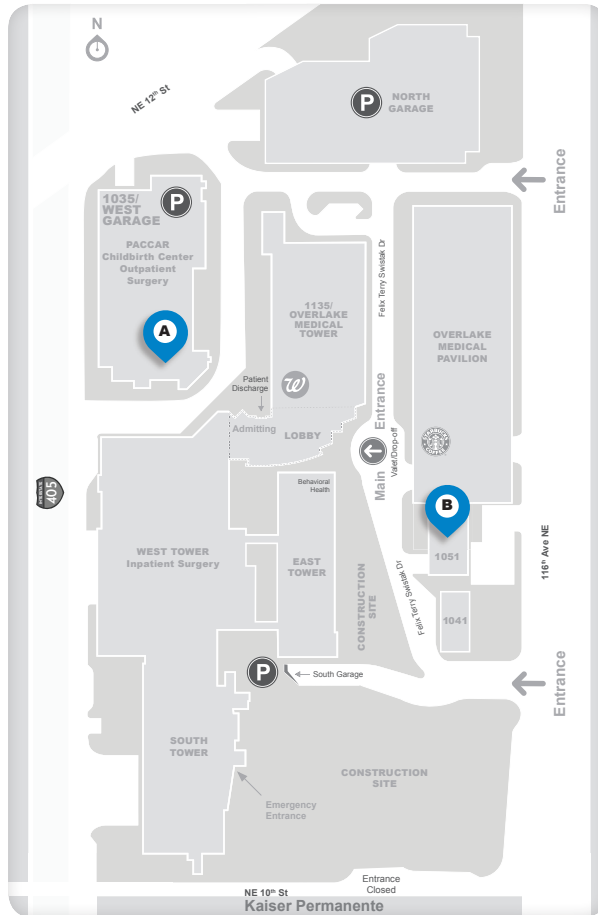 N
NE 12th St
P
NORTH
GARAGE
Entrance
1035/
WEST
GARAGE
P
PACCAR
Childbirth Center
Outpatient
Surgery
A
1135/
OVERLAKE
MEDICAL
TOWER
Felix Terry Swistak Dr
OVERLAKE
MEDICAL
PAVILION
Patient
Discharge
W
Admitting
LOBBY
Main Entrance
Valet/Drop-off
Behavioral
Health
405
B
1051
WEST TOWER
Inpatient Surgery
EAST
TOWER
CONSTRUCTION
SITE
Felix Terry Swistak Dr
116th Ave NE
1041
P
South Garage
Entrance
SOUTH
TOWER
CONSTRUCTION
SITE
Emergency
Entrance
Entrance
Closed
NE 10th St
Kaiser Permanente